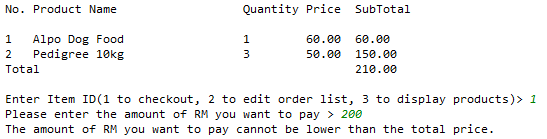 No. Product Name Quantity Price SubTotal
1 Alpo Dog Food 1 60.00 60.00
2 Pedigree 10kg 3 50.00 150.00
Total 210.00
Enter Item ID(1 to checkout, 2 to edit order list, 3 to display products)> 1
Please enter the amount of RM you want to pay > 200
The amount of RM you want to pay cannot be lower than the total price.